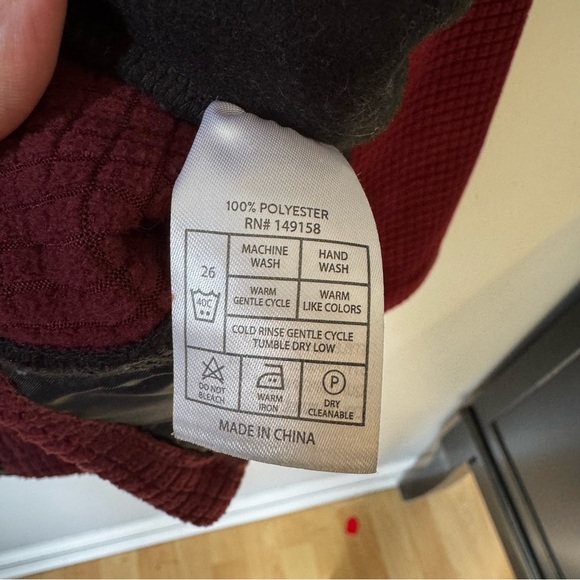 100% POLYESTER
RN# 149158
26
40C
MACHINE
WASH
HAND
WASH
WARM
GENTLE CYCLE
WARM
LIKE COLORS
COLD RINSE GENTLE CYCLE
TUMBLE DRY LOW
DO NOT
BLEACH
WARM
IRON
P
DRY
CLEANABLE
MADE IN CHINA